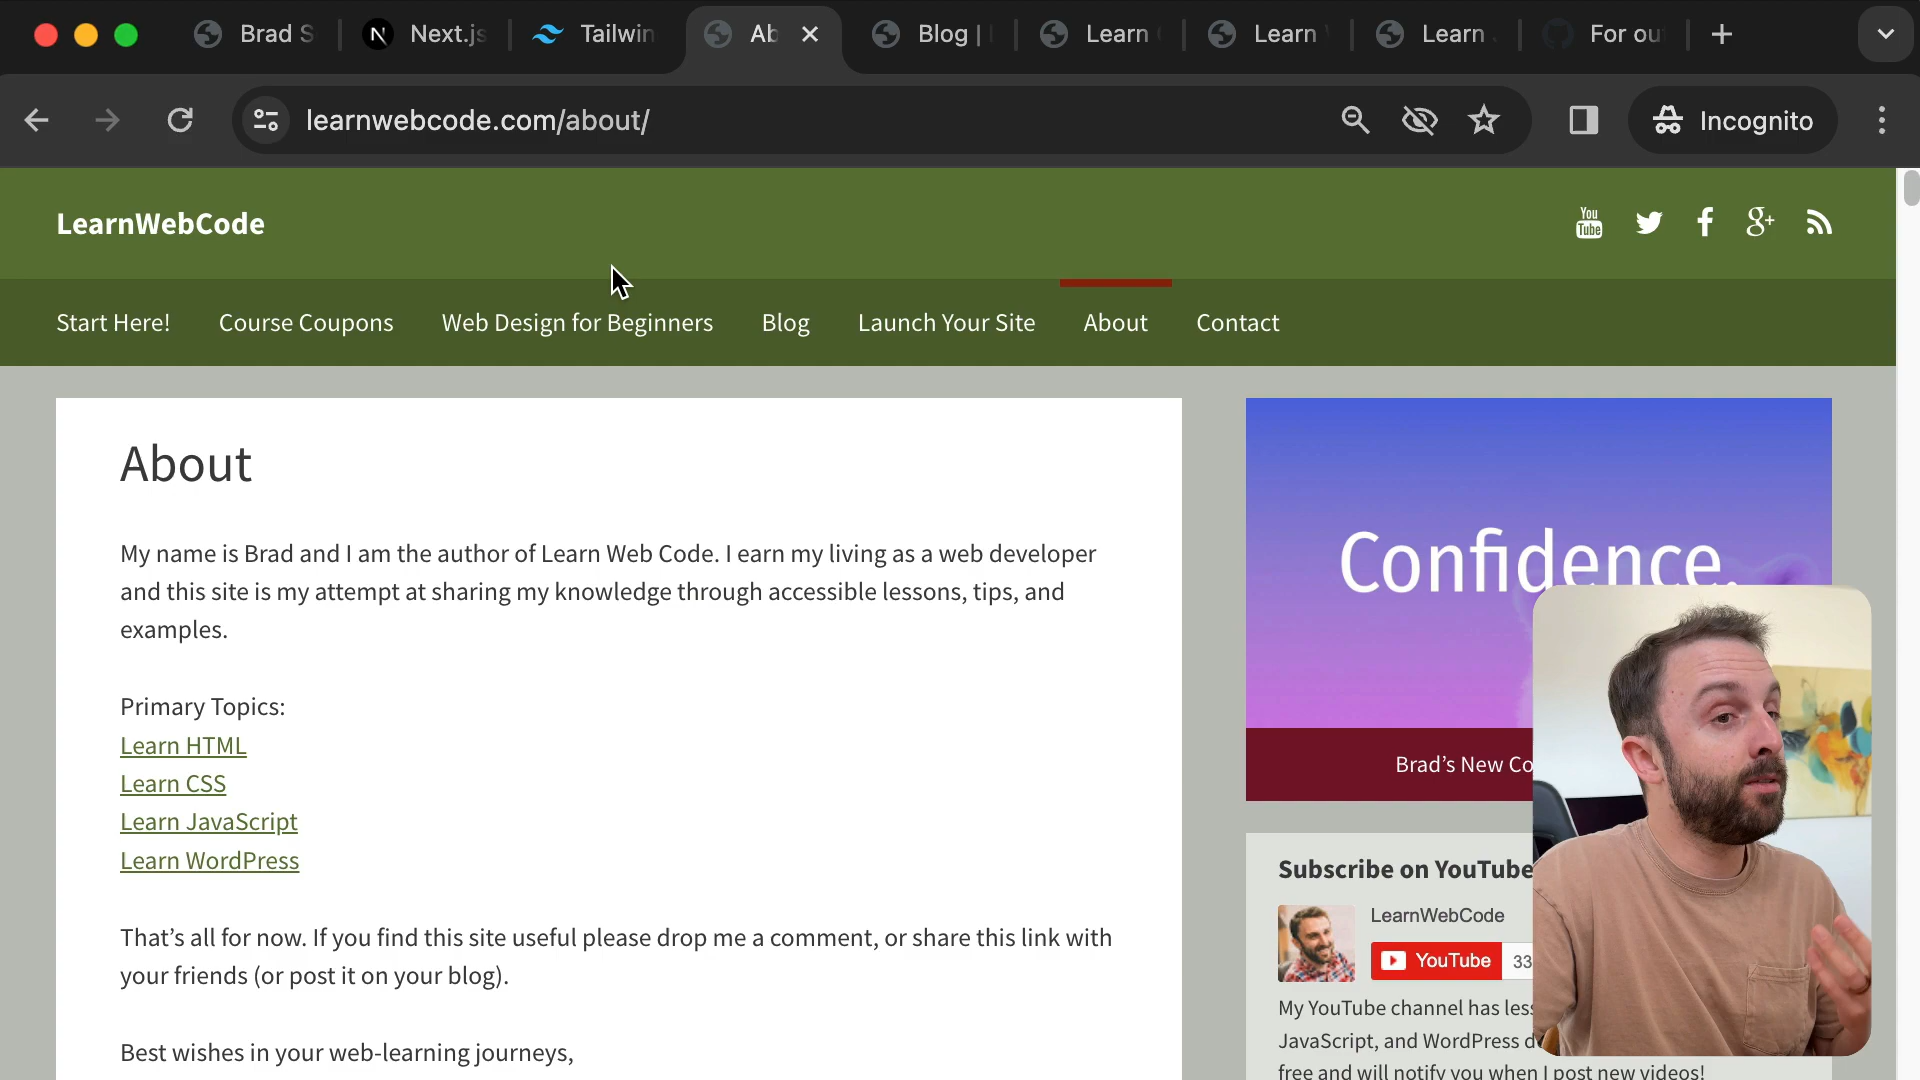 Brad S
Next.js
Tailwin
Ab
Blog |
Learn
Learn
Learn
For ou
learnwebcode.com/about/
Incognito
LearnWebCode
You
Tube
g+
Start Here!
Course Coupons
Web Design for Beginners
Blog
Launch Your Site
About
Contact
About
My name is Brad and I am the author of Learn Web Code. I earn my living as a web developer
and this site is my attempt at sharing my knowledge through accessible lessons, tips, and
examples.
Primary Topics:
Learn HTML
Learn CSS
Learn JavaScript
Learn WordPress
That’s all for now. If you find this site useful please drop me a comment, or share this link with
your friends (or post it on your blog).
Best wishes in your web-learning journeys,
Confidence.
Brad’s New Co
Subscribe on YouTube
LearnWebCode
YouTube
33
My YouTube channel has less
JavaScript, and WordPress d
free and will notify you when I post new videos!